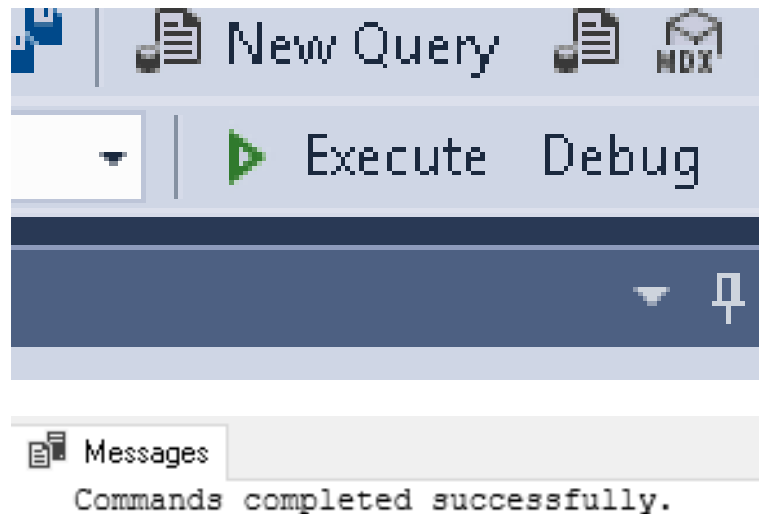 New Query MDX
Execute Debug
Messages
Commands completed successfully.